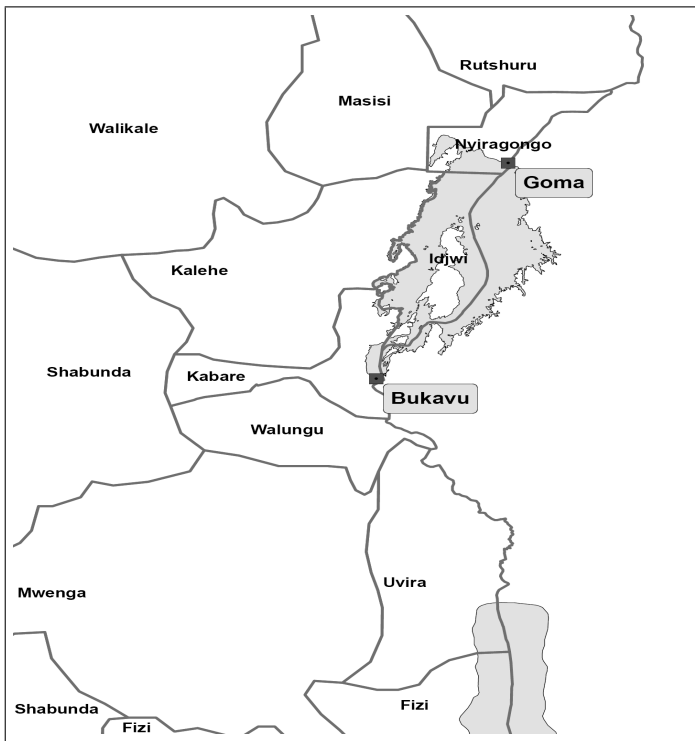 Rutshuru
Masisi
Walikale
Nyiragongo
Goma
Idjwi
Kalehe
Shabunda
Kabare
Bukavu
Walungu
Uvira
Mwenga
Fizi
Shabunda
Fizi